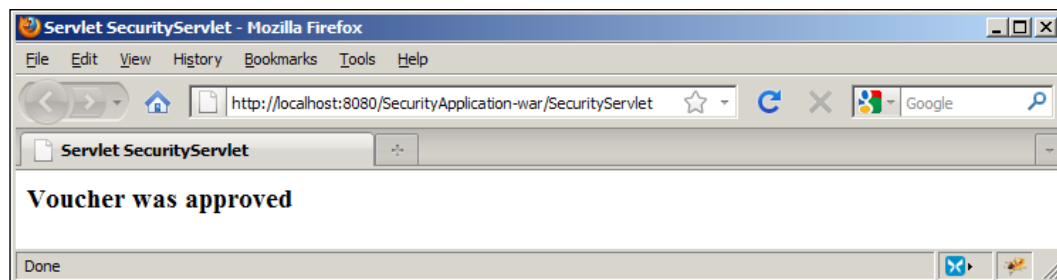 Servlet SecurityServlet - Mozilla Firefox
File Edit View History Bookmarks Tools Help
http://localhost:8080/SecurityApplication-war/SecurityServlet Google
Servlet SecurityServlet
Voucher was approved
Done